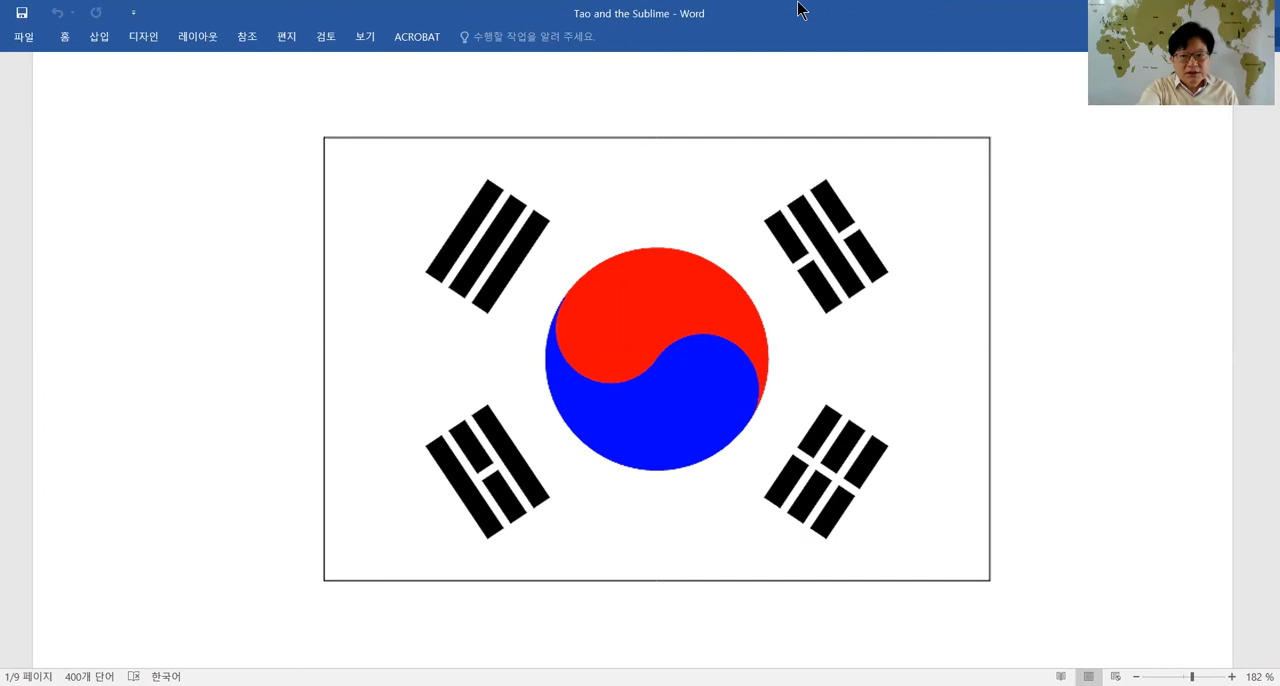 Tao and the Sublime - Word
파일 홈 삽입 디자인 레이아웃 참조 편지 검토 보기 ACROBAT 수행할 작업을 알려 주세요.
1/9 페이지 400개 단어 한국어 182 %